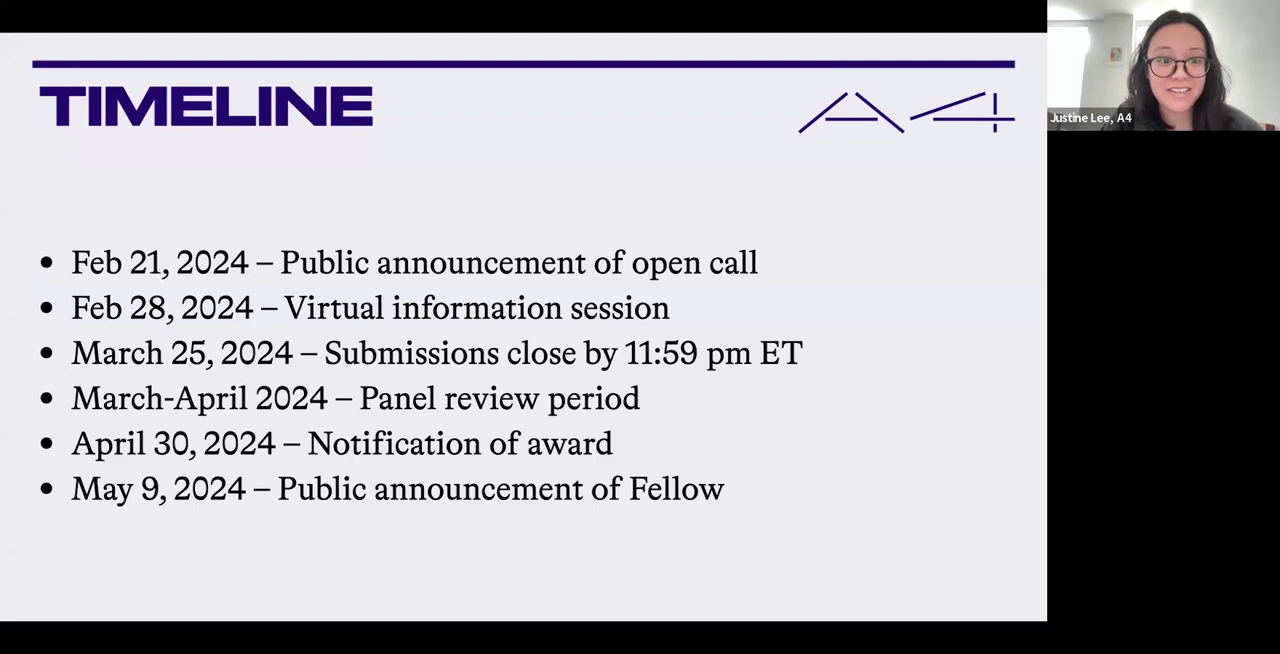 TIMELINE
A4
Justine Lee, A4
• Feb 21, 2024 – Public announcement of open call
• Feb 28, 2024 – Virtual information session
• March 25, 2024 – Submissions close by 11:59 pm ET
• March-April 2024 – Panel review period
• April 30, 2024 – Notification of award
• May 9, 2024 – Public announcement of Fellow